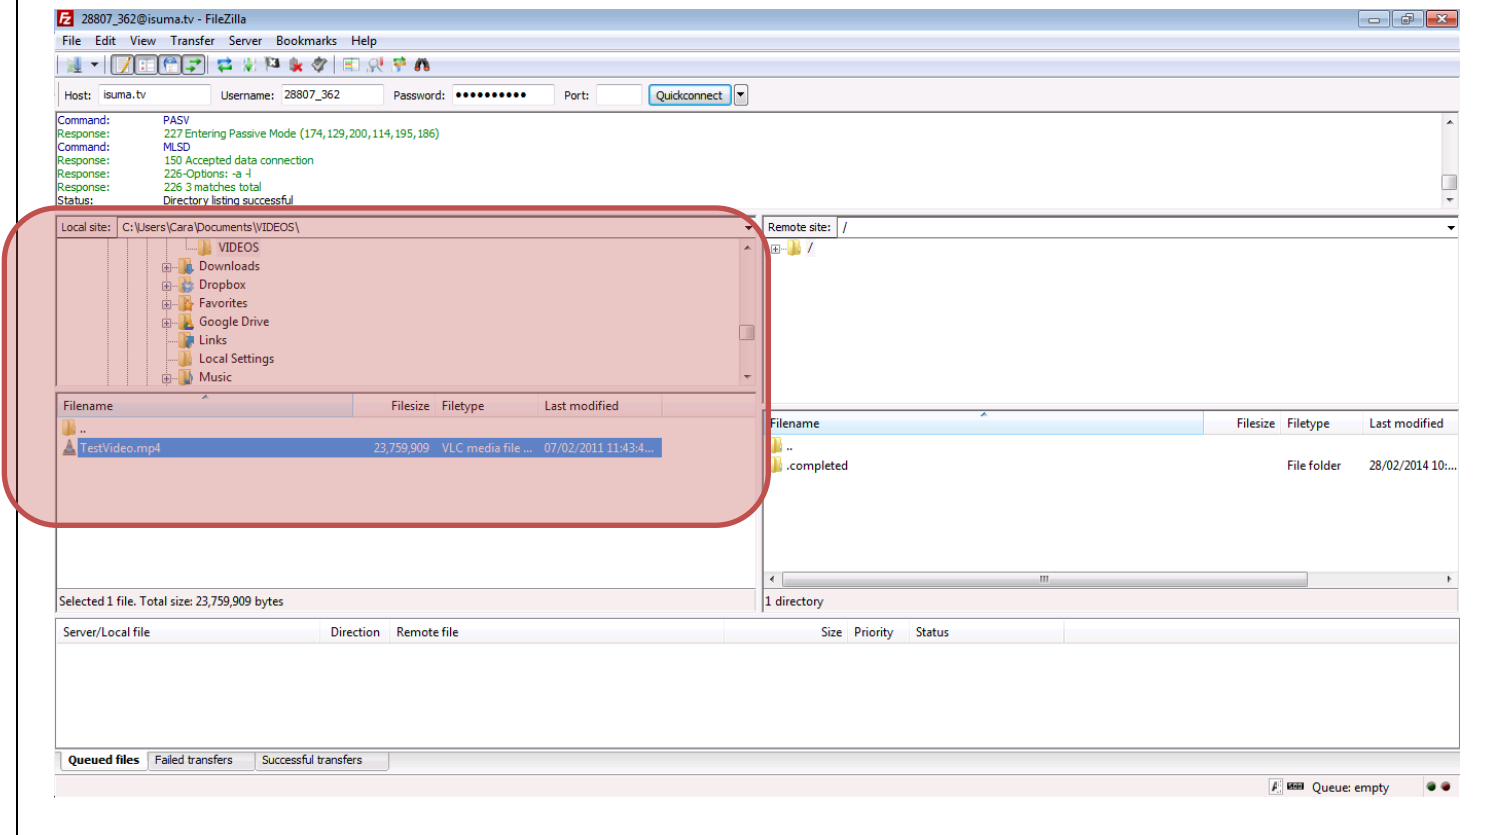 28807_362@isuma.tv - FileZilla
File Edit View Transfer Server Bookmarks Help
Host: isuma.tv Username: 28807_362 Password: ●●●●●●●●●● Port: Quickconnect
Command: PASV
Response: 227 Entering Passive Mode (174,129,200,114,195,186)
Command: MLSD
Response: 150 Accepted data connection
Response: 226-Options: -a -l
Response: 226 3 matches total
Status: Directory listing successful
Local site: C:\Users\Cara\Documents\VIDEOS\
VIDEOS
Downloads
Dropbox
Favorites
Google Drive
Links
Local Settings
Music
Filename Filesize Filetype Last modified
..
TestVideo.mp4 23,759,909 VLC media file ... 07/02/2011 11:43:4...
Selected 1 file. Total size: 23,759,909 bytes
Remote site: /
/
Filename Filesize Filetype Last modified
..
.completed File folder 28/02/2014 10:...
1 directory
Server/Local file Direction Remote file Size Priority Status
Queued files Failed transfers Successful transfers
Queue: empty